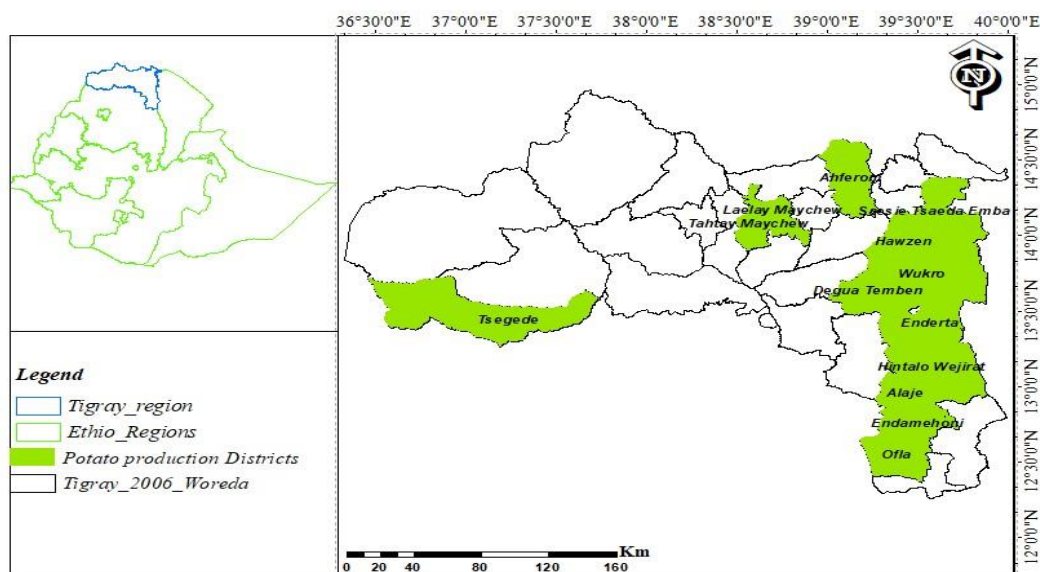 36°30'0"E 37°0'0"E 37°30'0"E 38°0'0"E 38°30'0"E 39°0'0"E 39°30'0"E 40°0'0"E
N
15°0'0"N
14°30'0"N
14°0'0"N
13°30'0"N
13°0'0"N
12°30'0"N
12°0'0"N
Ahferom
Laelay Maychew
Saesie Tsaeda Emba
Tahtay Maychew
Hawzen
Wukro
Degua Temben
Tsegede
Enderta
Hintalo Wejirat
Alaje
Endamehoni
Ofla
Legend
Tigray_region
Ethio_Regions
Potato production Districts
Tigray_2006_Woreda
Km
0 20 40 80 120 160